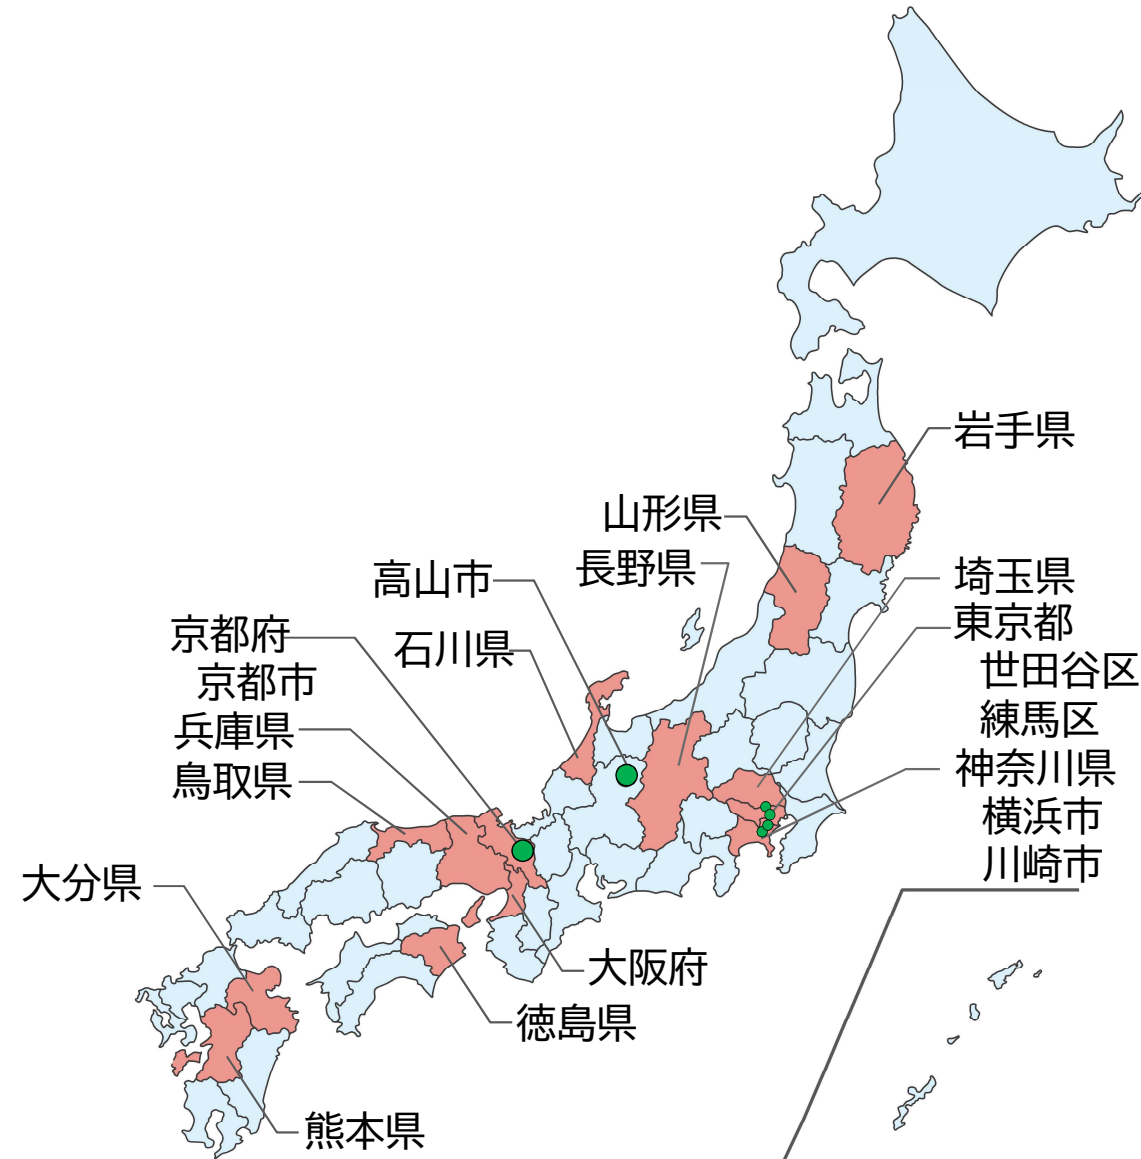 岩手県
山形県
長野県
高山市
埼玉県
東京都
世田谷区
練馬区
神奈川県
横浜市
川崎市
京都府
京都市
石川県
兵庫県
鳥取県
大分県
大阪府
徳島県
熊本県